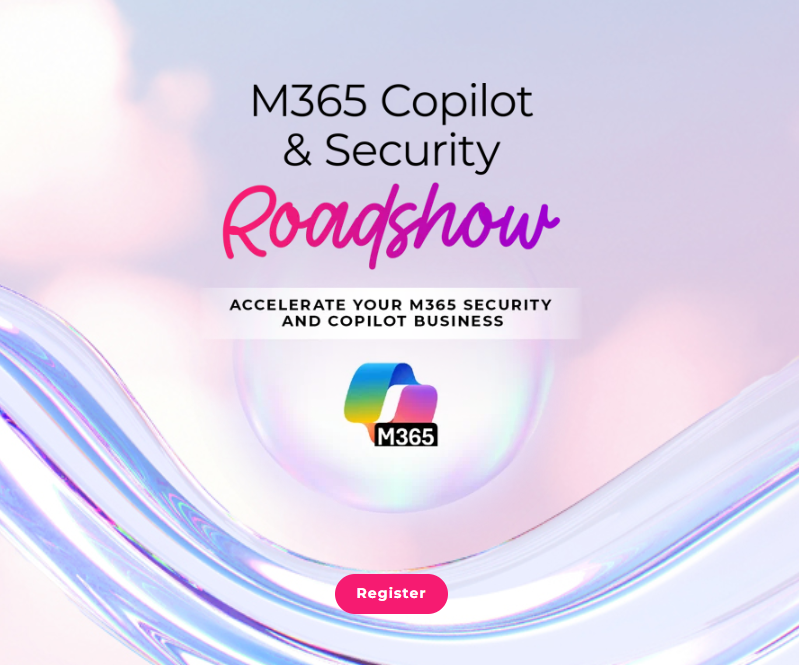 M365 Copilot
& Security
Roadshow
ACCELERATE YOUR M365 SECURITY
AND COPILOT BUSINESS
M365
Register